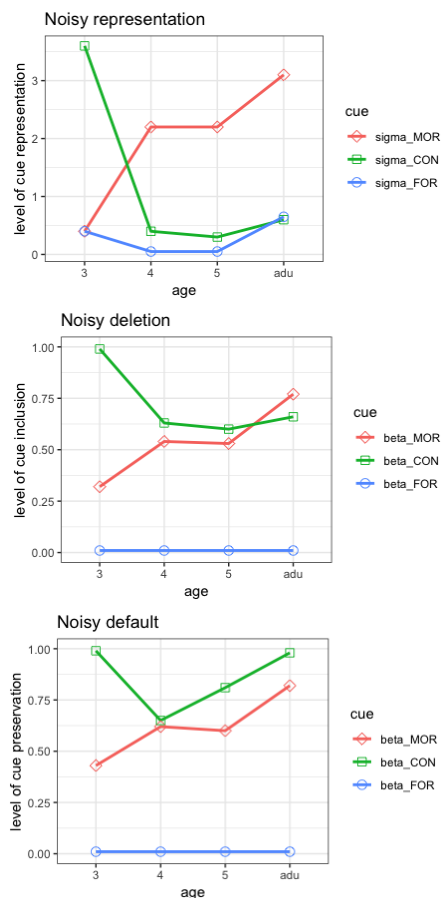 Noisy representation
level of cue representation
3
2
1
0
3 4 5 adu
age
cue
sigma_MOR
sigma_CON
sigma_FOR
Noisy deletion
level of cue inclusion
1.00
0.75
0.50
0.25
0.00
3 4 5 adu
age
cue
beta_MOR
beta_CON
beta_FOR
Noisy default
level of cue preservation
1.00
0.75
0.50
0.25
0.00
3 4 5 adu
age
cue
beta_MOR
beta_CON
beta_FOR